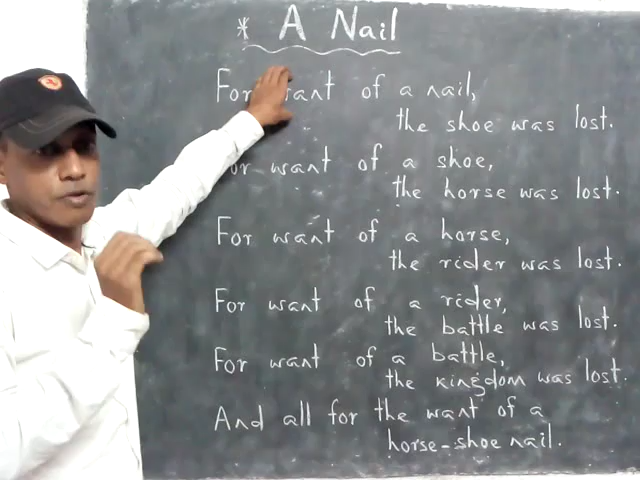 * A Nail
For want of a nail,
the shoe was lost.
For want of a shoe,
the horse was lost.
For want of a horse,
the rider was lost.
For want of a rider,
the battle was lost.
For want of a battle,
the kingdom was lost.
And all for the want of a
horse-shoe nail.